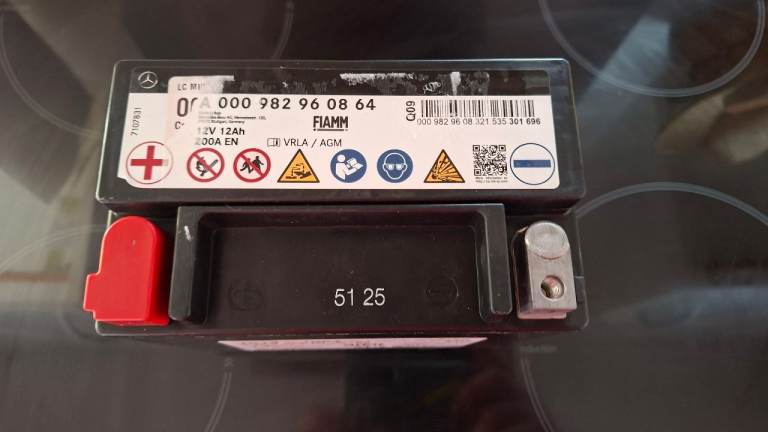 LC M
00A 000 982 96 08 64
Q09
000 982 96 08 321 535 301 696
C
FIAMM
12V 12Ah
200A EN
VRLA / AGM
7107831
51 25